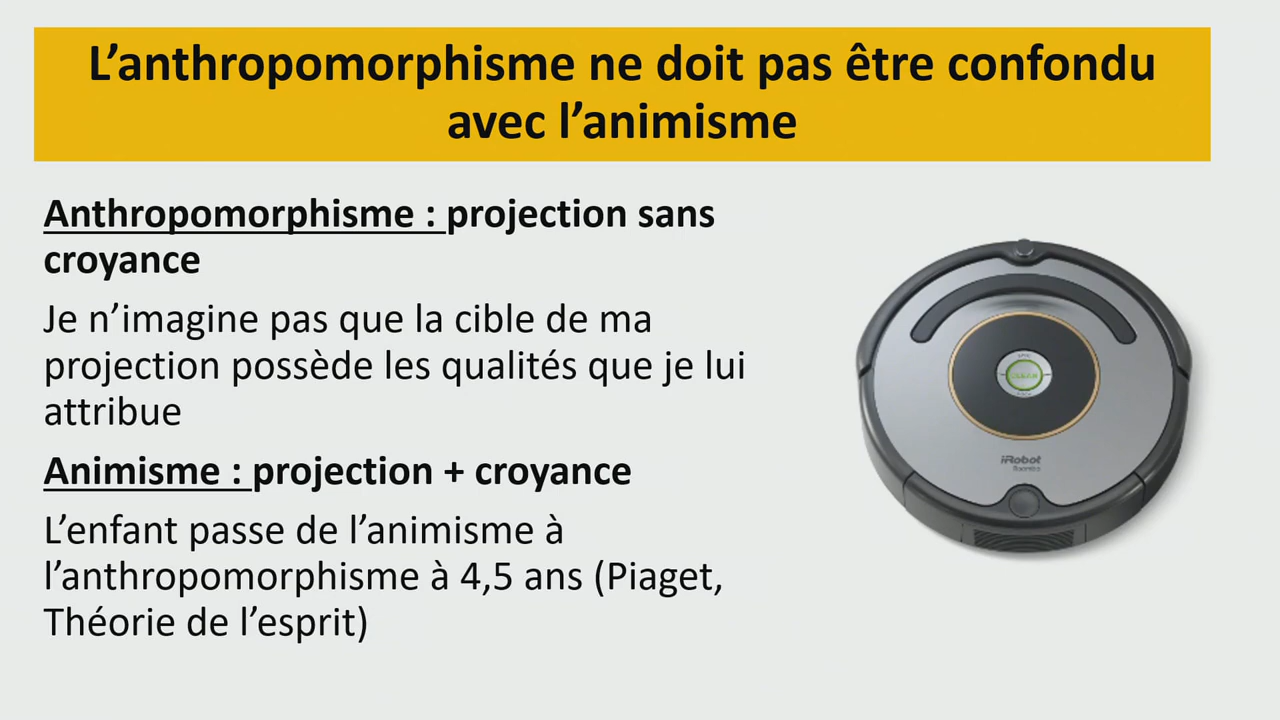 L’anthropomorphisme ne doit pas être confondu
avec l’animisme
Anthropomorphisme : projection sans
croyance
Je n’imagine pas que la cible de ma
projection possède les qualités que je lui
attribue
Animisme : projection + croyance
L’enfant passe de l’animisme à
l’anthropomorphisme à 4,5 ans (Piaget,
Théorie de l’esprit)
CLEAN
iRobot
Roomba